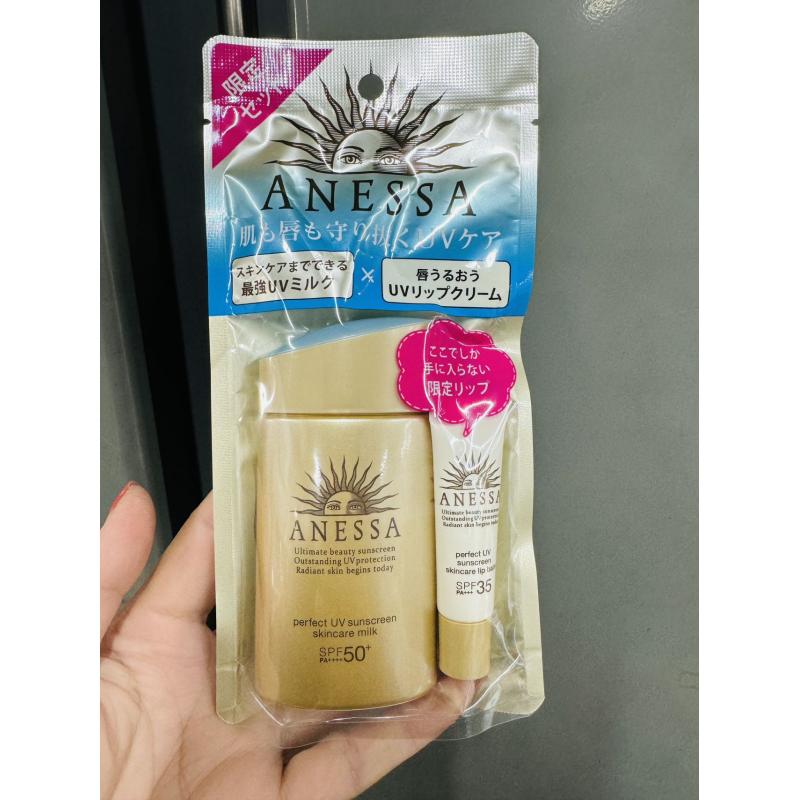 限定
セット
ANESSA
肌も唇も守り抜くUVケア
スキンケアまでできる
最強UVミルク
×
唇うるおう
UVリップクリーム
ここでしか
手に入らない
限定リップ
ANESSA
Ultimate beauty sunscreen
Outstanding UV protection
Radiant skin begins today
perfect UV sunscreen
skincare milk
SPF50+
PA++++
ANESSA
Ultimate beauty sunscreen
Outstanding UV protection
Radiant skin begins today
perfect UV
sunscreen
skincare lip
SPF35
PA+++